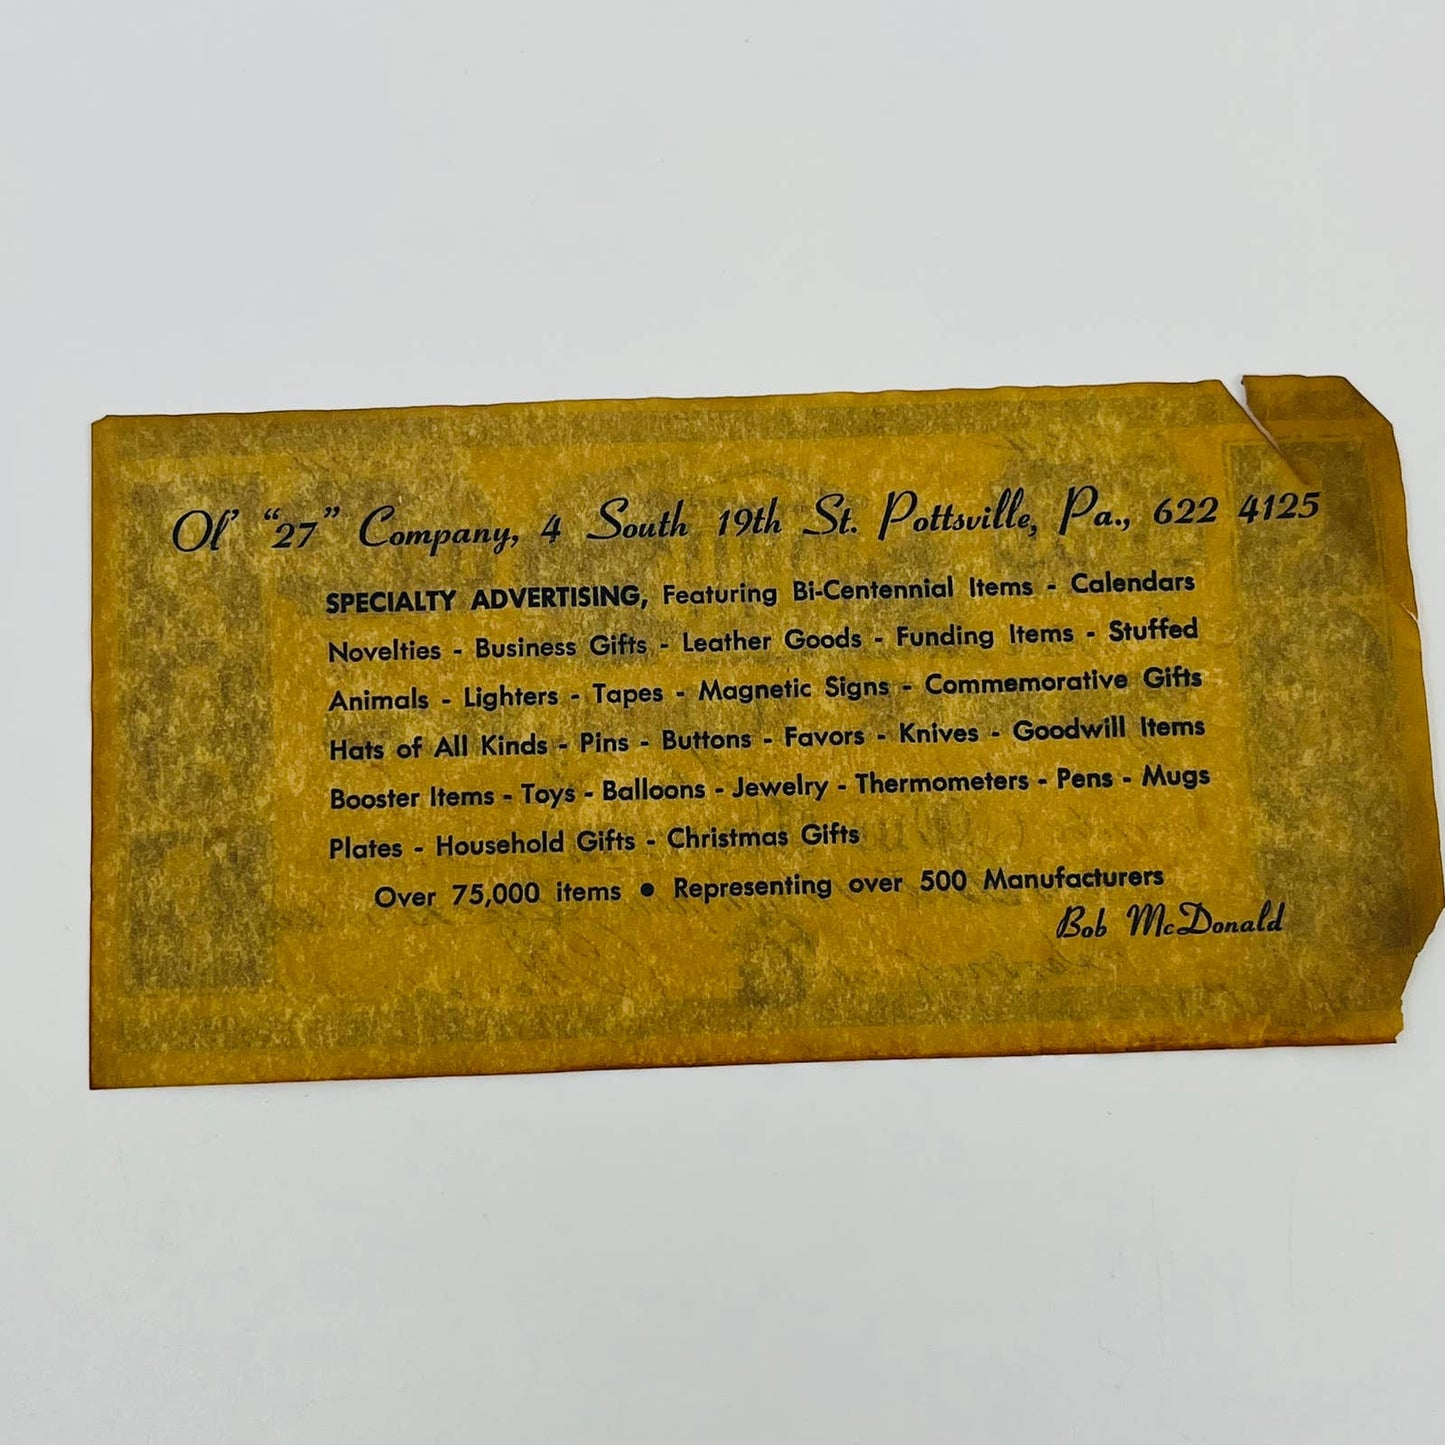 Ol' “27” Company, 4 South 19th St. Pottsville, Pa., 622 4125
SPECIALTY ADVERTISING, Featuring Bi-Centennial Items - Calendars
Novelties - Business Gifts - Leather Goods - Funding Items - Stuffed
Animals - Lighters - Tapes - Magnetic Signs - Commemorative Gifts
Hats of All Kinds - Pins - Buttons - Favors - Knives - Goodwill Items
Booster Items - Toys - Balloons - Jewelry - Thermometers - Pens - Mugs
Plates - Household Gifts - Christmas Gifts
Over 75,000 items ● Representing over 500 Manufacturers
Bob McDonald